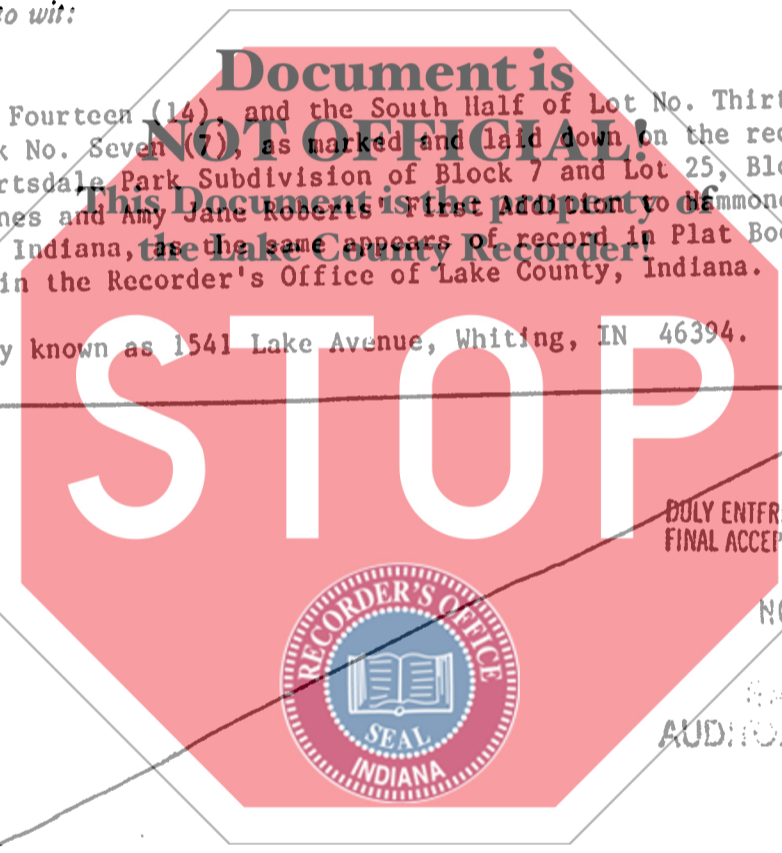 to wit:
Document is
Fourteen (14), and the South Half of Lot No. Thirt
NOT OFFICIAL!
k No. Seven (7), as marked and laid down on the rec
rtsdale Park Subdivision of Block 7 and Lot 25, Blo
This Document is the property of
nes and Amy Jane Roberts' First Addition to Hammon
the Lake County Recorder!
Indiana, as the same appears of record in Plat Boo
in the Recorder's Office of Lake County, Indiana.
y known as 1541 Lake Avenue, Whiting, IN 46394.
STOP
DULY ENTER
FINAL ACCEP
RECORDER'S OFFICE
NO
SEAL
INDIANA